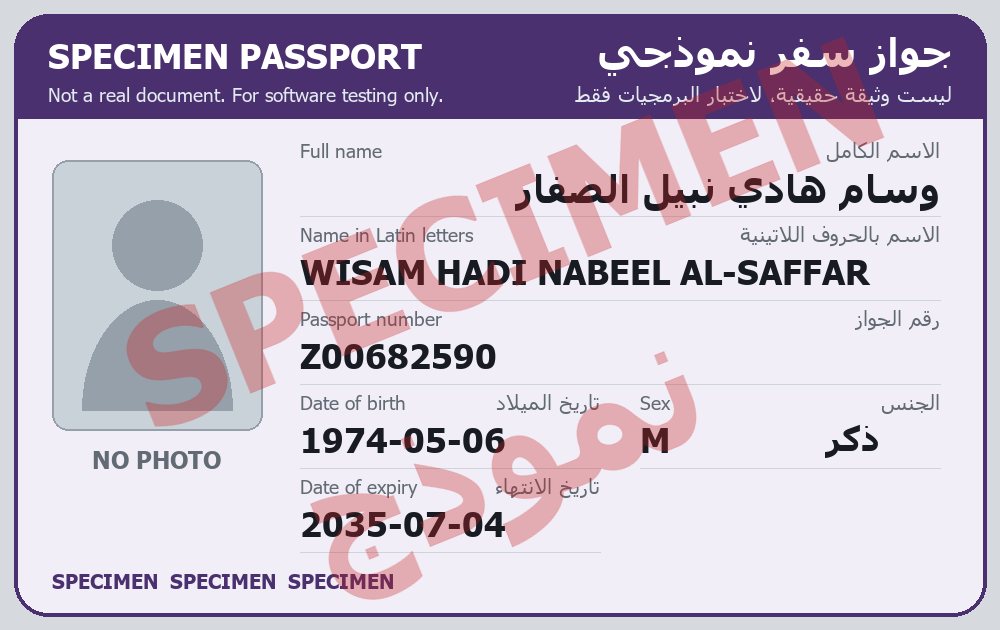 SPECIMEN PASSPORT
جواز سفر نموذجي
Not a real document. For software testing only.
ليست وثيقة حقيقية، لاختبار البرمجيات فقط
Full name
الاسم الكامل
وسام هادي نبيل الصفار
Name in Latin letters
الاسم بالحروف اللاتينية
WISAM HADI NABEEL AL-SAFFAR
Passport number
رقم الجواز
Z00682590
Date of birth
تاريخ الميلاد
Sex
الجنس
1974-05-06
M
ذكر
Date of expiry
تاريخ الانتهاء
2035-07-04
NO PHOTO
SPECIMEN SPECIMEN SPECIMEN
SPECIMEN
نموذج